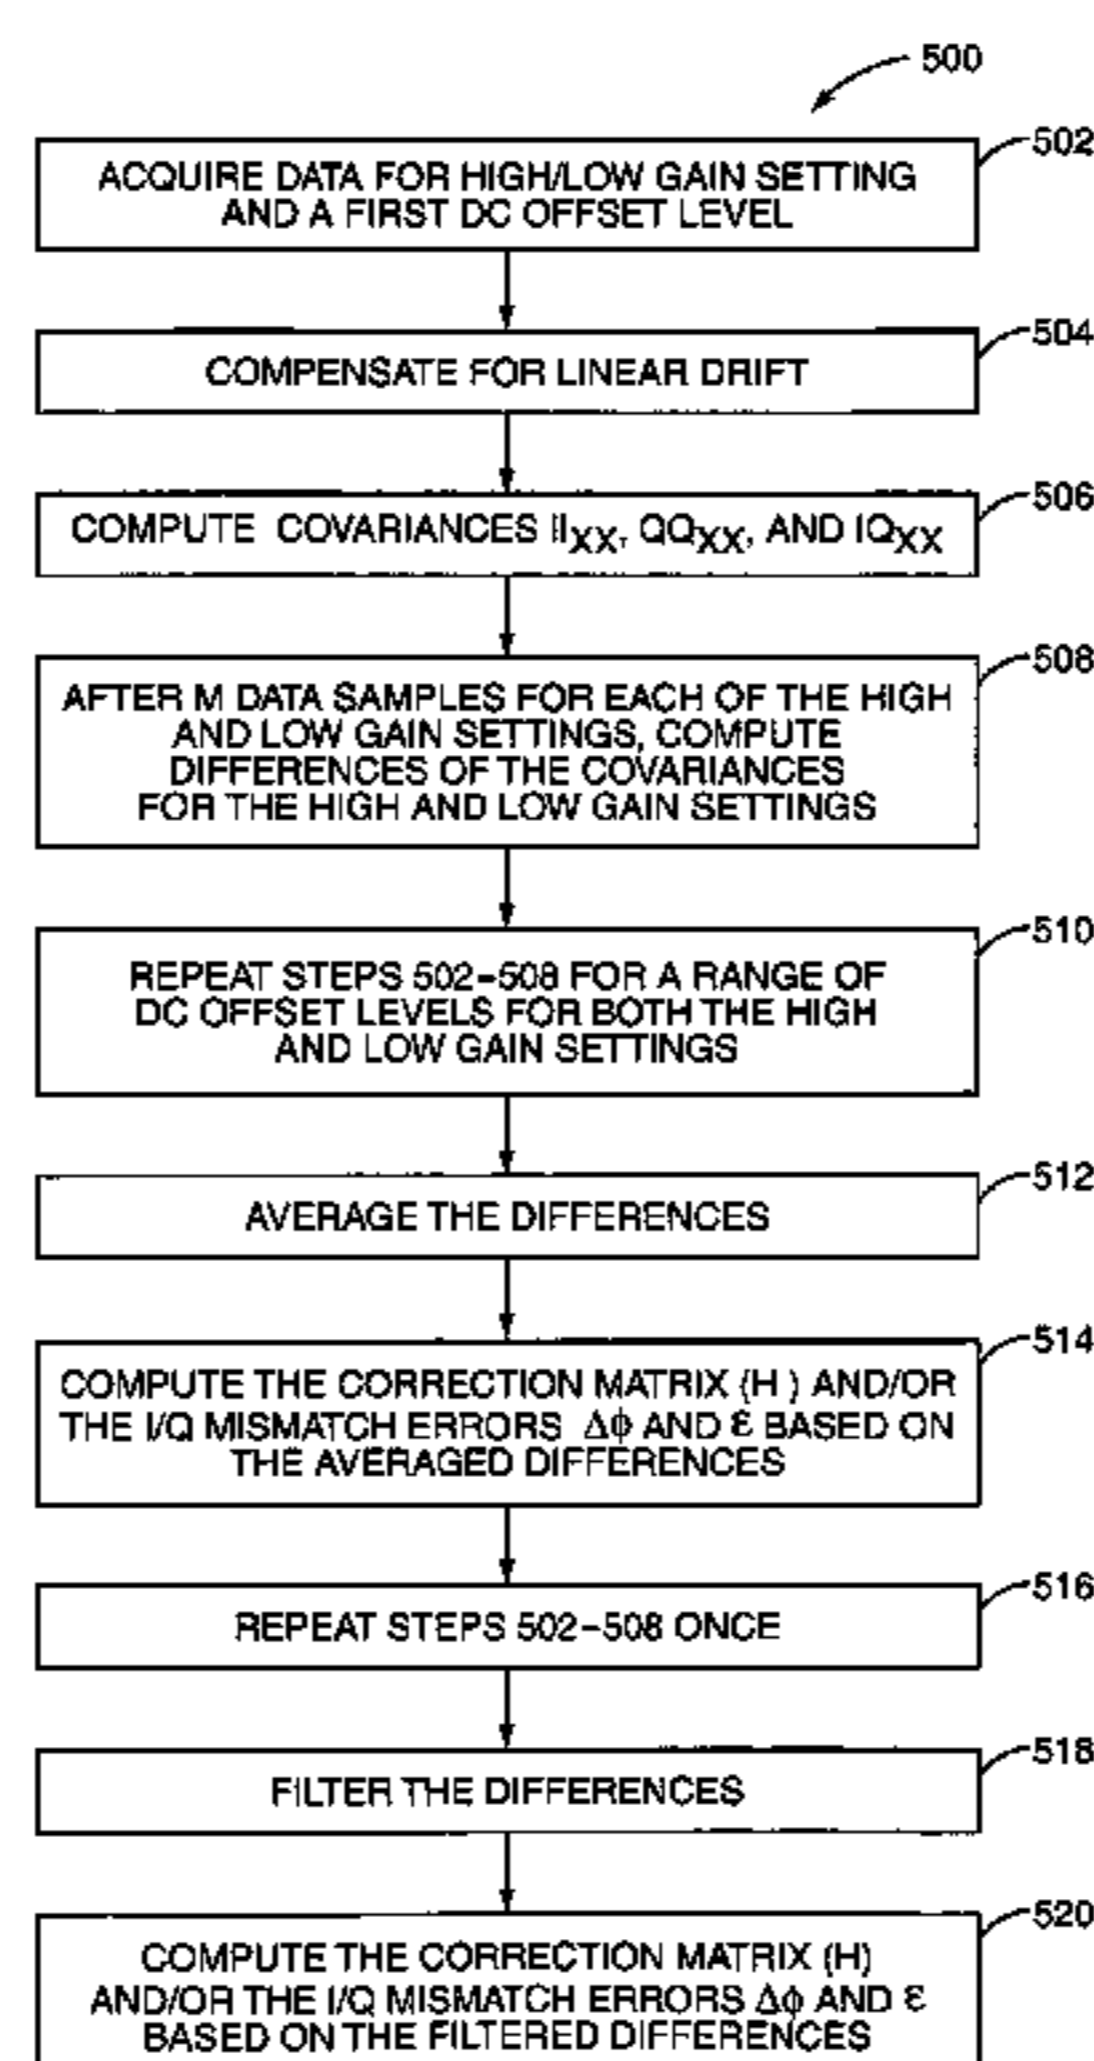 500
502
ACQUIRE DATA FOR HIGH/LOW GAIN SETTING
AND A FIRST DC OFFSET LEVEL
504
COMPENSATE FOR LINEAR DRIFT
506
COMPUTE COVARIANCES IIXX, QQXX, AND IQXX
508
AFTER M DATA SAMPLES FOR EACH OF THE HIGH
AND LOW GAIN SETTINGS, COMPUTE
DIFFERENCES OF THE COVARIANCES
FOR THE HIGH AND LOW GAIN SETTINGS
510
REPEAT STEPS 502-508 FOR A RANGE OF
DC OFFSET LEVELS FOR BOTH THE HIGH
AND LOW GAIN SETTINGS
512
AVERAGE THE DIFFERENCES
514
COMPUTE THE CORRECTION MATRIX (H ) AND/OR
THE I/Q MISMATCH ERRORS Δϕ AND ε BASED ON
THE AVERAGED DIFFERENCES
516
REPEAT STEPS 502-508 ONCE
518
FILTER THE DIFFERENCES
520
COMPUTE THE CORRECTION MATRIX (H)
AND/OR THE I/Q MISMATCH ERRORS Δϕ AND ε
BASED ON THE FILTERED DIFFERENCES